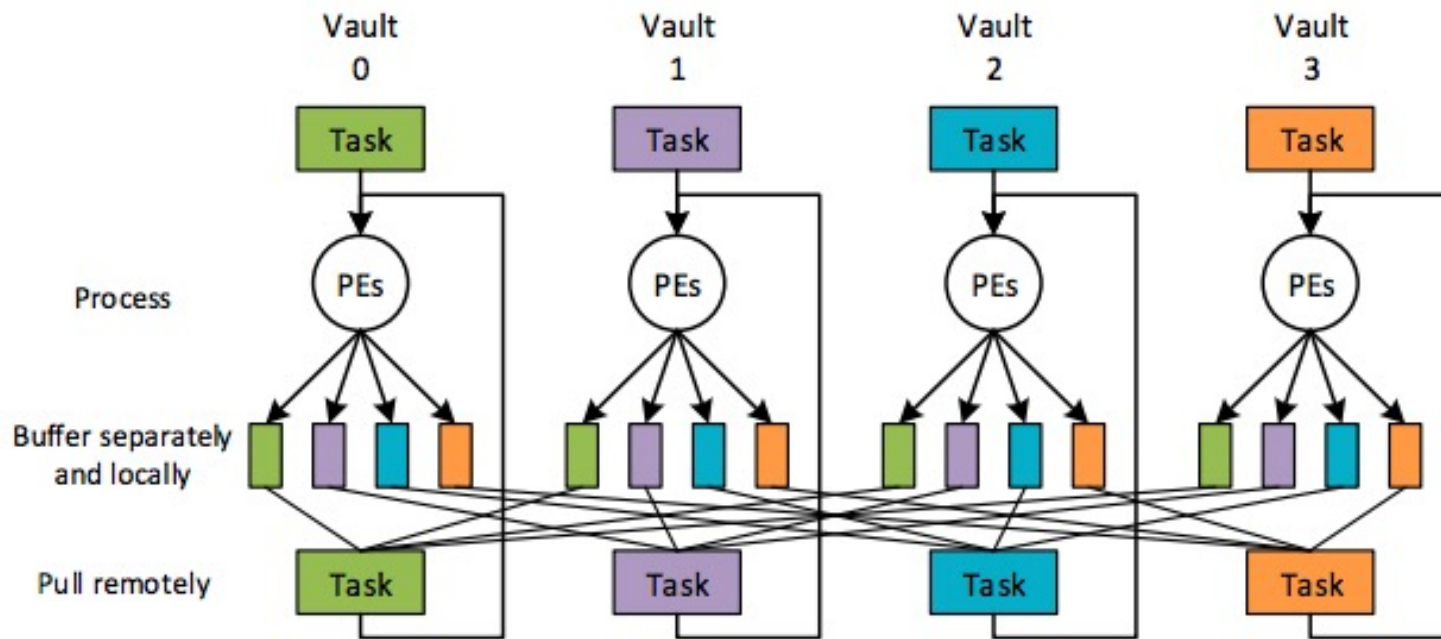 Vault Vault Vault Vault
0 1 2 3
Task Task Task Task
Process PEs PEs PEs PEs
Buffer separately
and locally
Pull remotely Task Task Task Task